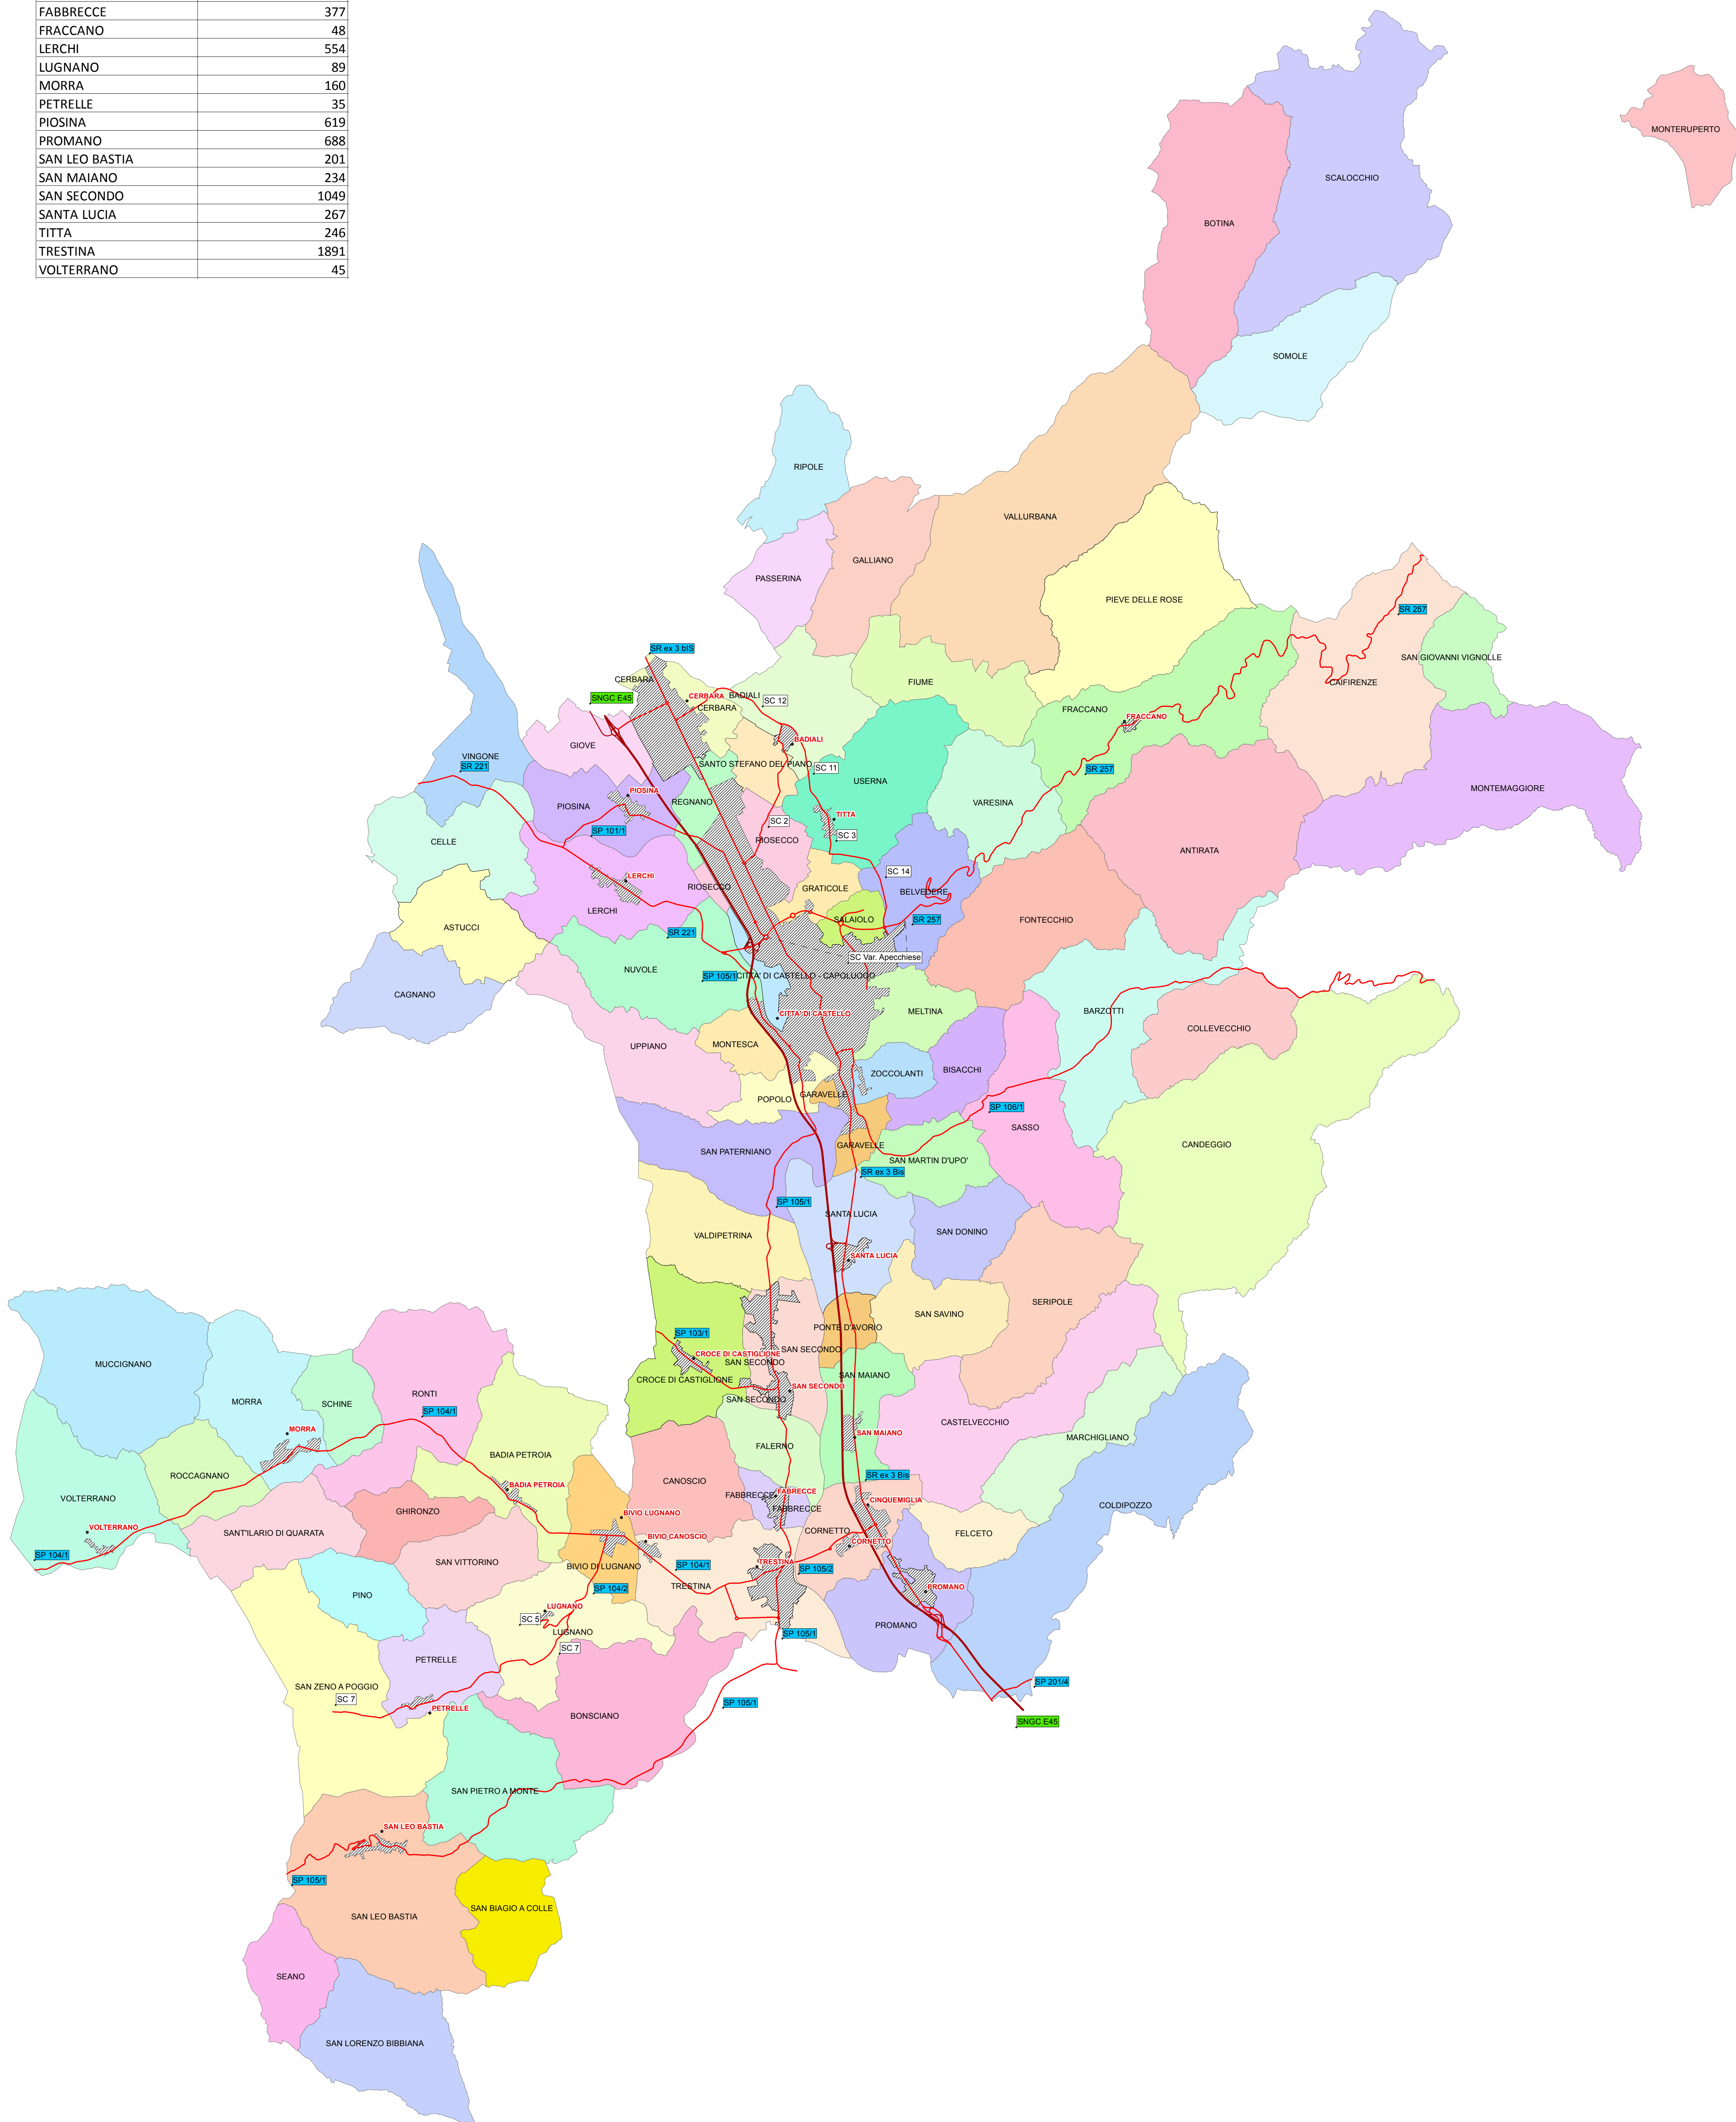 FABBRECCE 377
FRACCANO 48
LERCHI 554
LUGNANO 89
MORRA 160
PETRELLE 35
PIOSINA 619
PROMANO 688
SAN LEO BASTIA 201
SAN MAIANO 234
SAN SECONDO 1049
SANTA LUCIA 267
TITTA 246
TRESTINA 1891
VOLTERRANO 45
MONTERUPERTO
SCALOCCHIO
BOTINA
SOMOLE
RIPOLE
VALLURBANA
GALLIANO
PASSERINA
PIEVE DELLE ROSE
SR 257
SR ex 3 bIS
SAN GIOVANNI VIGNOLLE
CERBARA
FIUME
CAIFIRENZE
CERBARA
BADIALI
SNGC E45
SC 12
CERBARA
FRACCANO
FRACCANO
GIOVE
BADIALI
VINGONE
SANTO STEFANO DEL PIANO
SR 221
SC 11
SR 257
USERNA
MONTEMAGGIORE
PIOSINA
REGNANO
VARESINA
PIOSINA
TITTA
SC 2
SP 101/1
SC 3
CELLE
RIOSECCO
ANTIRATA
SC 14
LERCHI
RIOSECCO
GRATICOLE
BELVEDERE
LERCHI
SALAIOLO
SR 257
FONTECCHIO
ASTUCCI
SR 221
SC Var. Apecchiese
NUVOLE
SP 105/1
CITTA' DI CASTELLO - CAPOLUOGO
CAGNANO
MELTINA
BARZOTTI
CITTA' DI CASTELLO
COLLEVECCHIO
UPPIANO
MONTESCA
ZOCCOLANTI
BISACCHI
GARAVELLE
POPOLO
SP 106/1
SASSO
GARAVELLE
CANDEGGIO
SAN PATERNIANO
SAN MARTIN D'UPO'
SR ex 3 Bis
SP 105/1
SANTA LUCIA
SAN DONINO
VALDIPETRINA
SANTA LUCIA
SERIPOLE
SAN SAVINO
PONTE D'AVORIO
SP 103/1
SAN SECONDO
CROCE DI CASTIGLIONE
MUCCIGNANO
SAN SECONDO
SAN MAIANO
CROCE DI CASTIGLIONE
SAN SECONDO
RONTI
MORRA
SCHINE
SAN SECONDO
SP 104/1
CASTELVECCHIO
MORRA
SAN MAIANO
MARCHIGLIANO
FALERNO
BADIA PETROIA
ROCCAGNANO
SR ex 3 Bis
CANOSCIO
BADIA PETROIA
FABRECCE
FABBRECCE
VOLTERRANO
CINQUEMIGLIA
COLDIPOZZO
FABBRECCE
GHIRONZO
BIVIO LUGNANO
VOLTERRANO
CORNETTO
SANT'ILARIO DI QUARATA
FELCETO
BIVIO CANOSCIO
CORNETTO
SP 104/1
SAN VITTORINO
TRESTINA
SP 104/1
BIVIO DI LUGNANO
SP 105/2
TRESTINA
SP 104/2
PROMANO
PINO
LUGNANO
SC 5
PROMANO
LUGNANO
SP 105/1
SC 7
PETRELLE
SP 201/4
SAN ZENO A POGGIO
SC 7
SP 105/1
PETRELLE
BONSCIANO
SNGC E45
SAN PIETRO A MONTE
SAN LEO BASTIA
SP 105/1
SAN BIAGIO A COLLE
SAN LEO BASTIA
SEANO
SAN LORENZO BIBBIANA